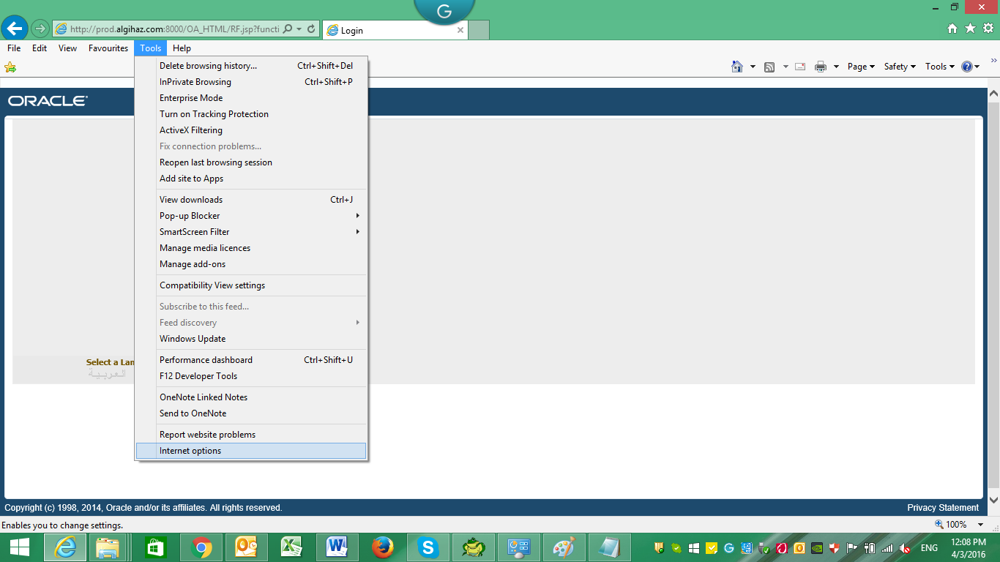 G
http://prod.algihaz.com:8000/OA_HTML/RF.jsp?functi
Login
File Edit View Favourites Tools Help
Page Safety Tools
ORACLE
Delete browsing history... Ctrl+Shift+Del
InPrivate Browsing Ctrl+Shift+P
Enterprise Mode
Turn on Tracking Protection
ActiveX Filtering
Fix connection problems...
Reopen last browsing session
Add site to Apps
View downloads Ctrl+J
Pop-up Blocker
SmartScreen Filter
Manage media licences
Manage add-ons
Compatibility View settings
Subscribe to this feed...
Feed discovery
Windows Update
Performance dashboard Ctrl+Shift+U
F12 Developer Tools
OneNote Linked Notes
Send to OneNote
Report website problems
Internet options
Select a Lan
العربية
Copyright (c) 1998, 2014, Oracle and/or its affiliates. All rights reserved. Privacy Statement
Enables you to change settings. 100%
ENG 12:08 PM
4/3/2016